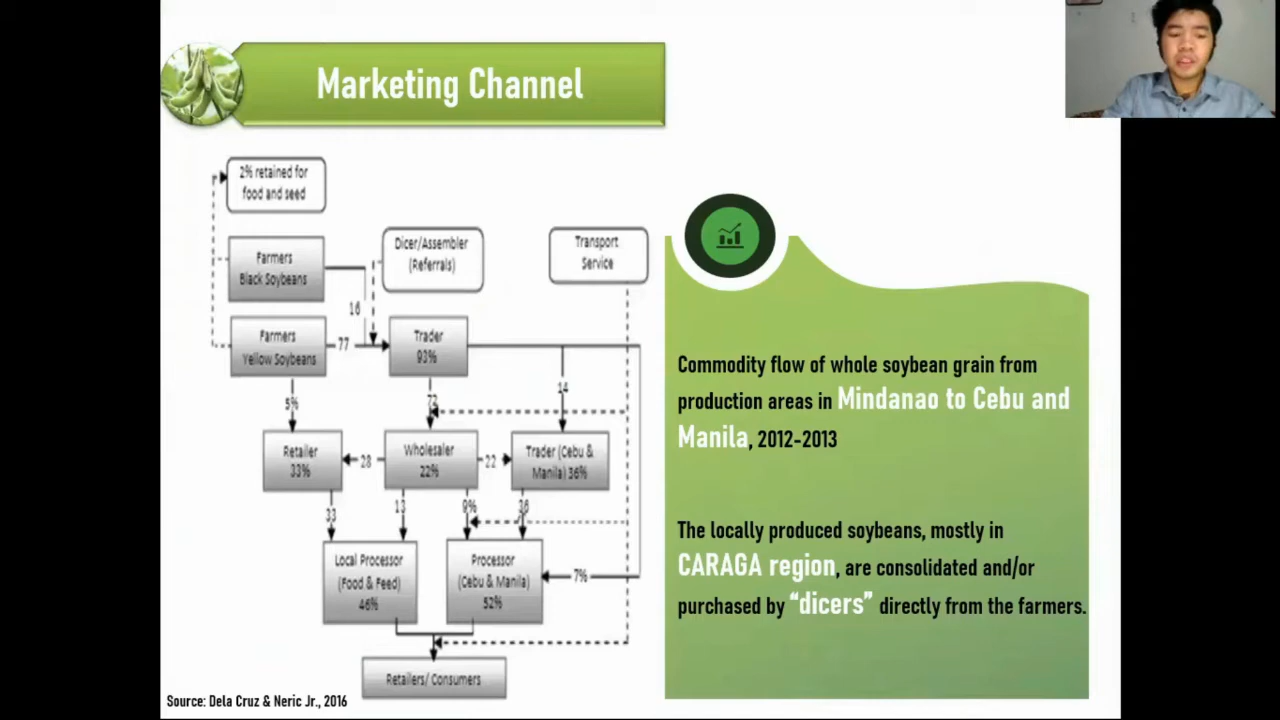 Marketing Channel
2% retained for
food and seed
Farmers
Black Soybeans
Dicer/Assembler
(Referrals)
Transport
Service
16
Farmers
Yellow Soybeans
77
Trader
93%
5%
72
14
Retailer
33%
28
Wholesaler
22%
22
Trader (Cebu &
Manila) 36%
33
13
9%
36
Local Processor
(Food & Feed)
46%
Processor
(Cebu & Manila)
52%
7%
Retailers/ Consumers
Source: Dela Cruz & Neric Jr., 2016
Commodity flow of whole soybean grain from
production areas in Mindanao to Cebu and
Manila, 2012-2013
The locally produced soybeans, mostly in
CARAGA region, are consolidated and/or
purchased by “dicers” directly from the farmers.